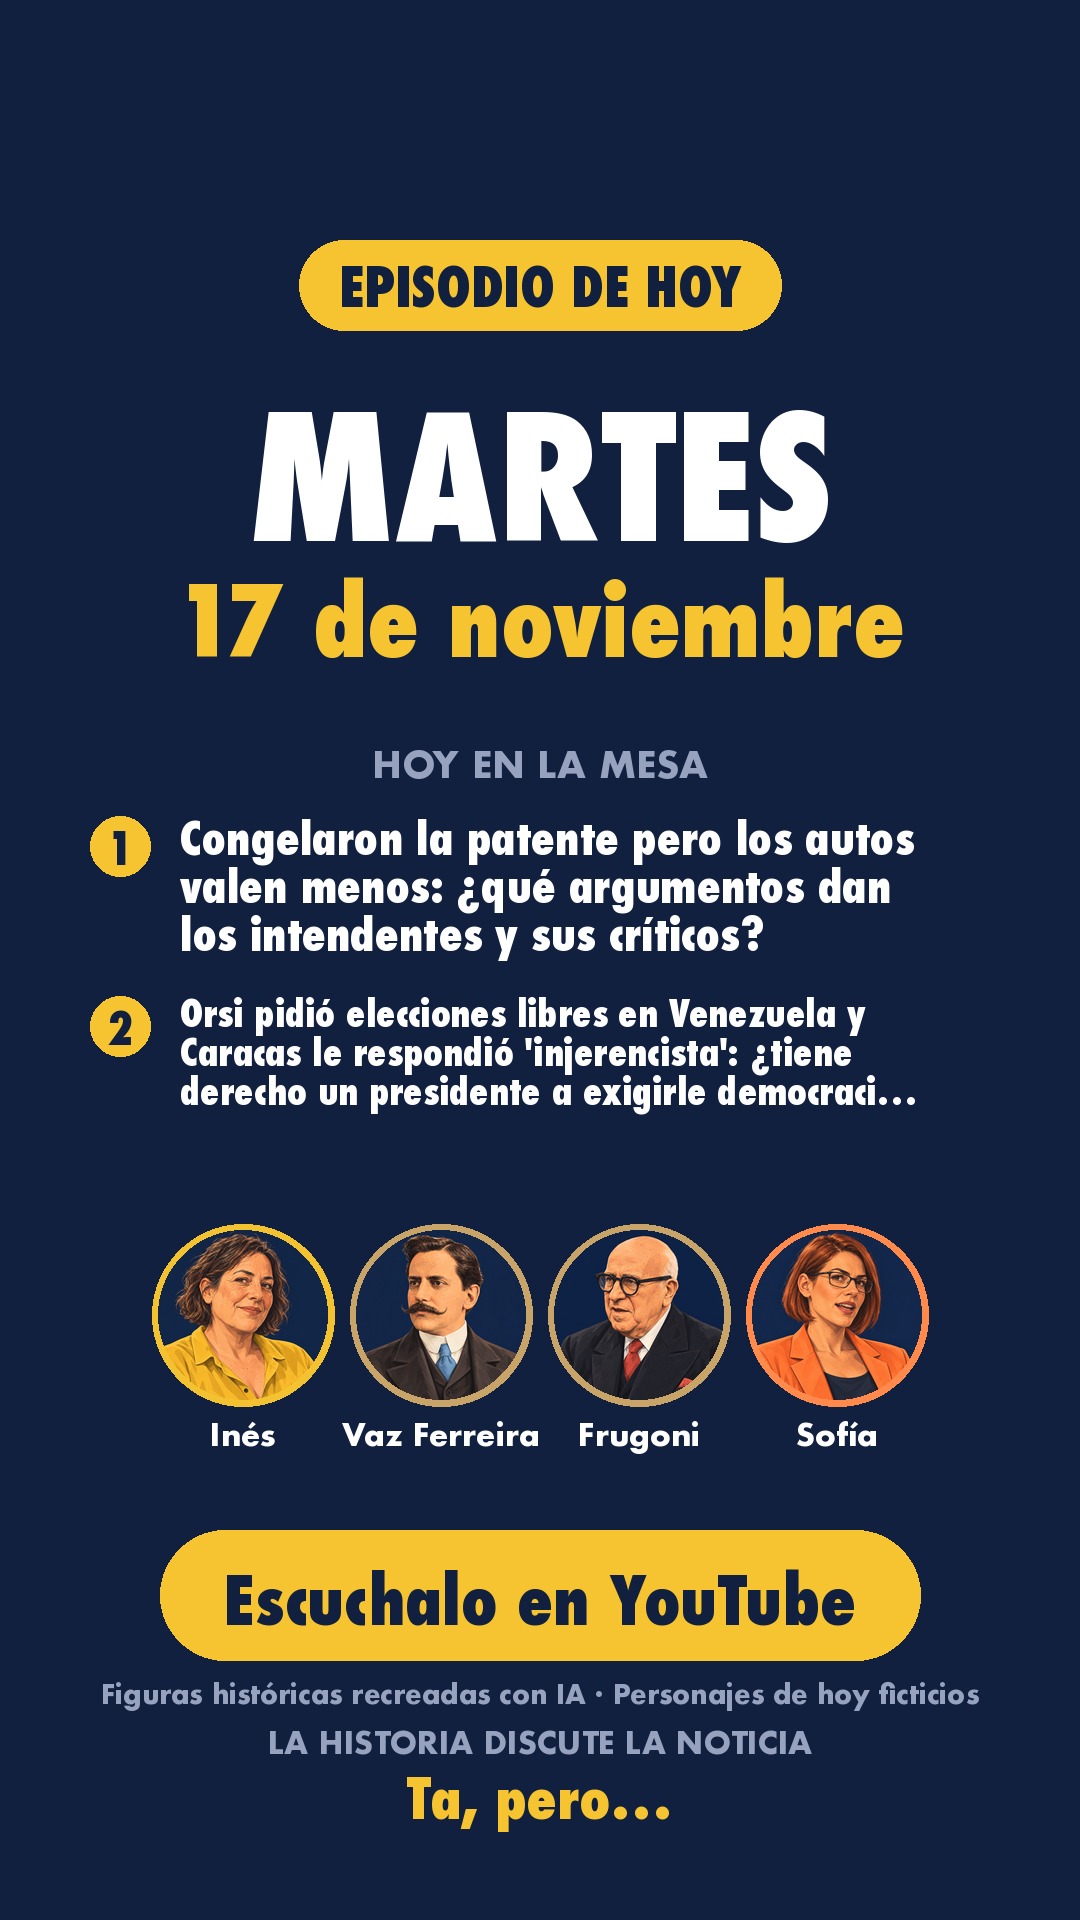 EPISODIO DE HOY
MARTES
17 de noviembre
HOY EN LA MESA
1 Congelaron la patente pero los autos
valen menos: ¿qué argumentos dan
los intendentes y sus críticos?
2 Orsi pidió elecciones libres en Venezuela y
Caracas le respondió 'injerencista': ¿tiene
derecho un presidente a exigirle democraci...
Inés Vaz Ferreira Frugoni Sofía
Escuchalo en YouTube
Figuras históricas recreadas con IA · Personajes de hoy ficticios
LA HISTORIA DISCUTE LA NOTICIA
Ta, pero...